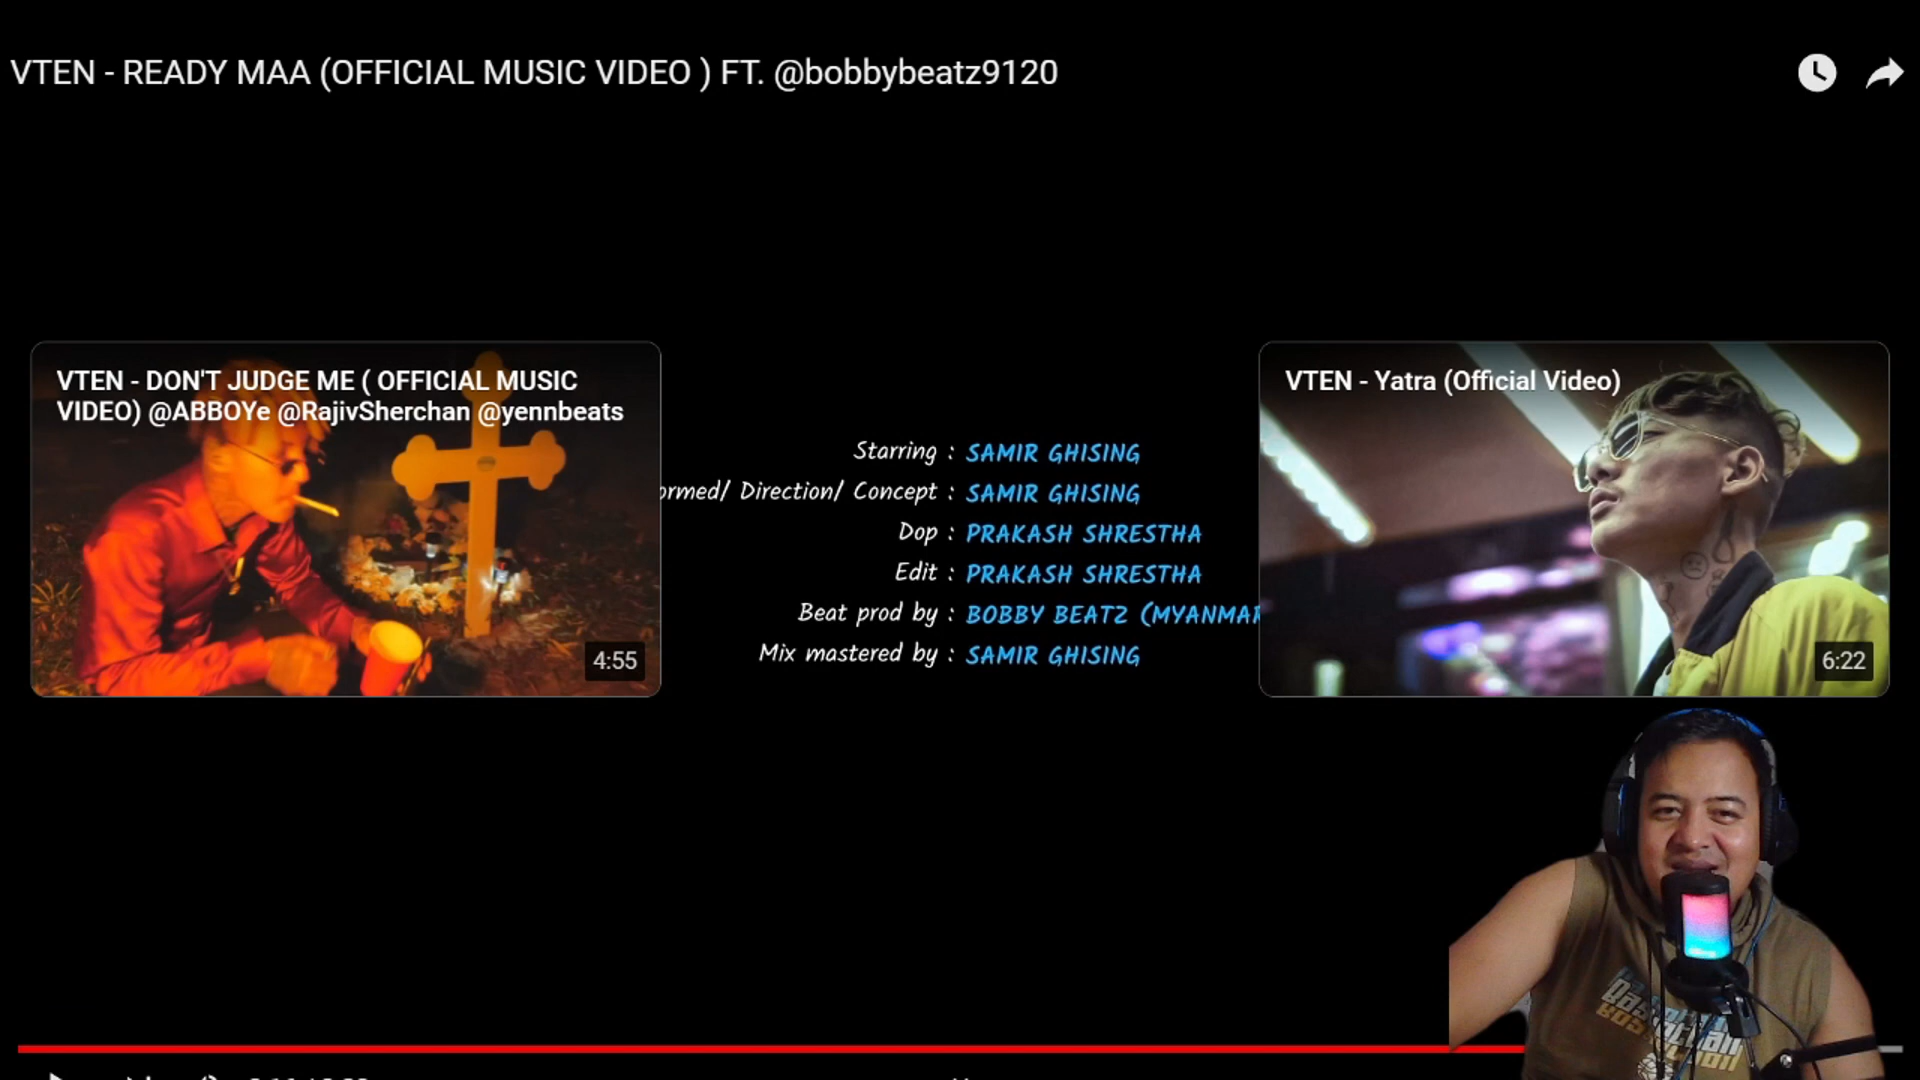 VTEN - READY MAA (OFFICIAL MUSIC VIDEO ) FT. @bobbybeatz9120
VTEN - DON'T JUDGE ME ( OFFICIAL MUSIC
VIDEO) @ABBOYe @RajivSherchan @yennbeats
4:55
Starring : SAMIR GHISING
ormed/ Direction/ Concept : SAMIR GHISING
Dop : PRAKASH SHRESTHA
Edit : PRAKASH SHRESTHA
Beat prod by : BOBBY BEATZ (MYANMAR
Mix mastered by : SAMIR GHISING
VTEN - Yatra (Official Video)
6:22